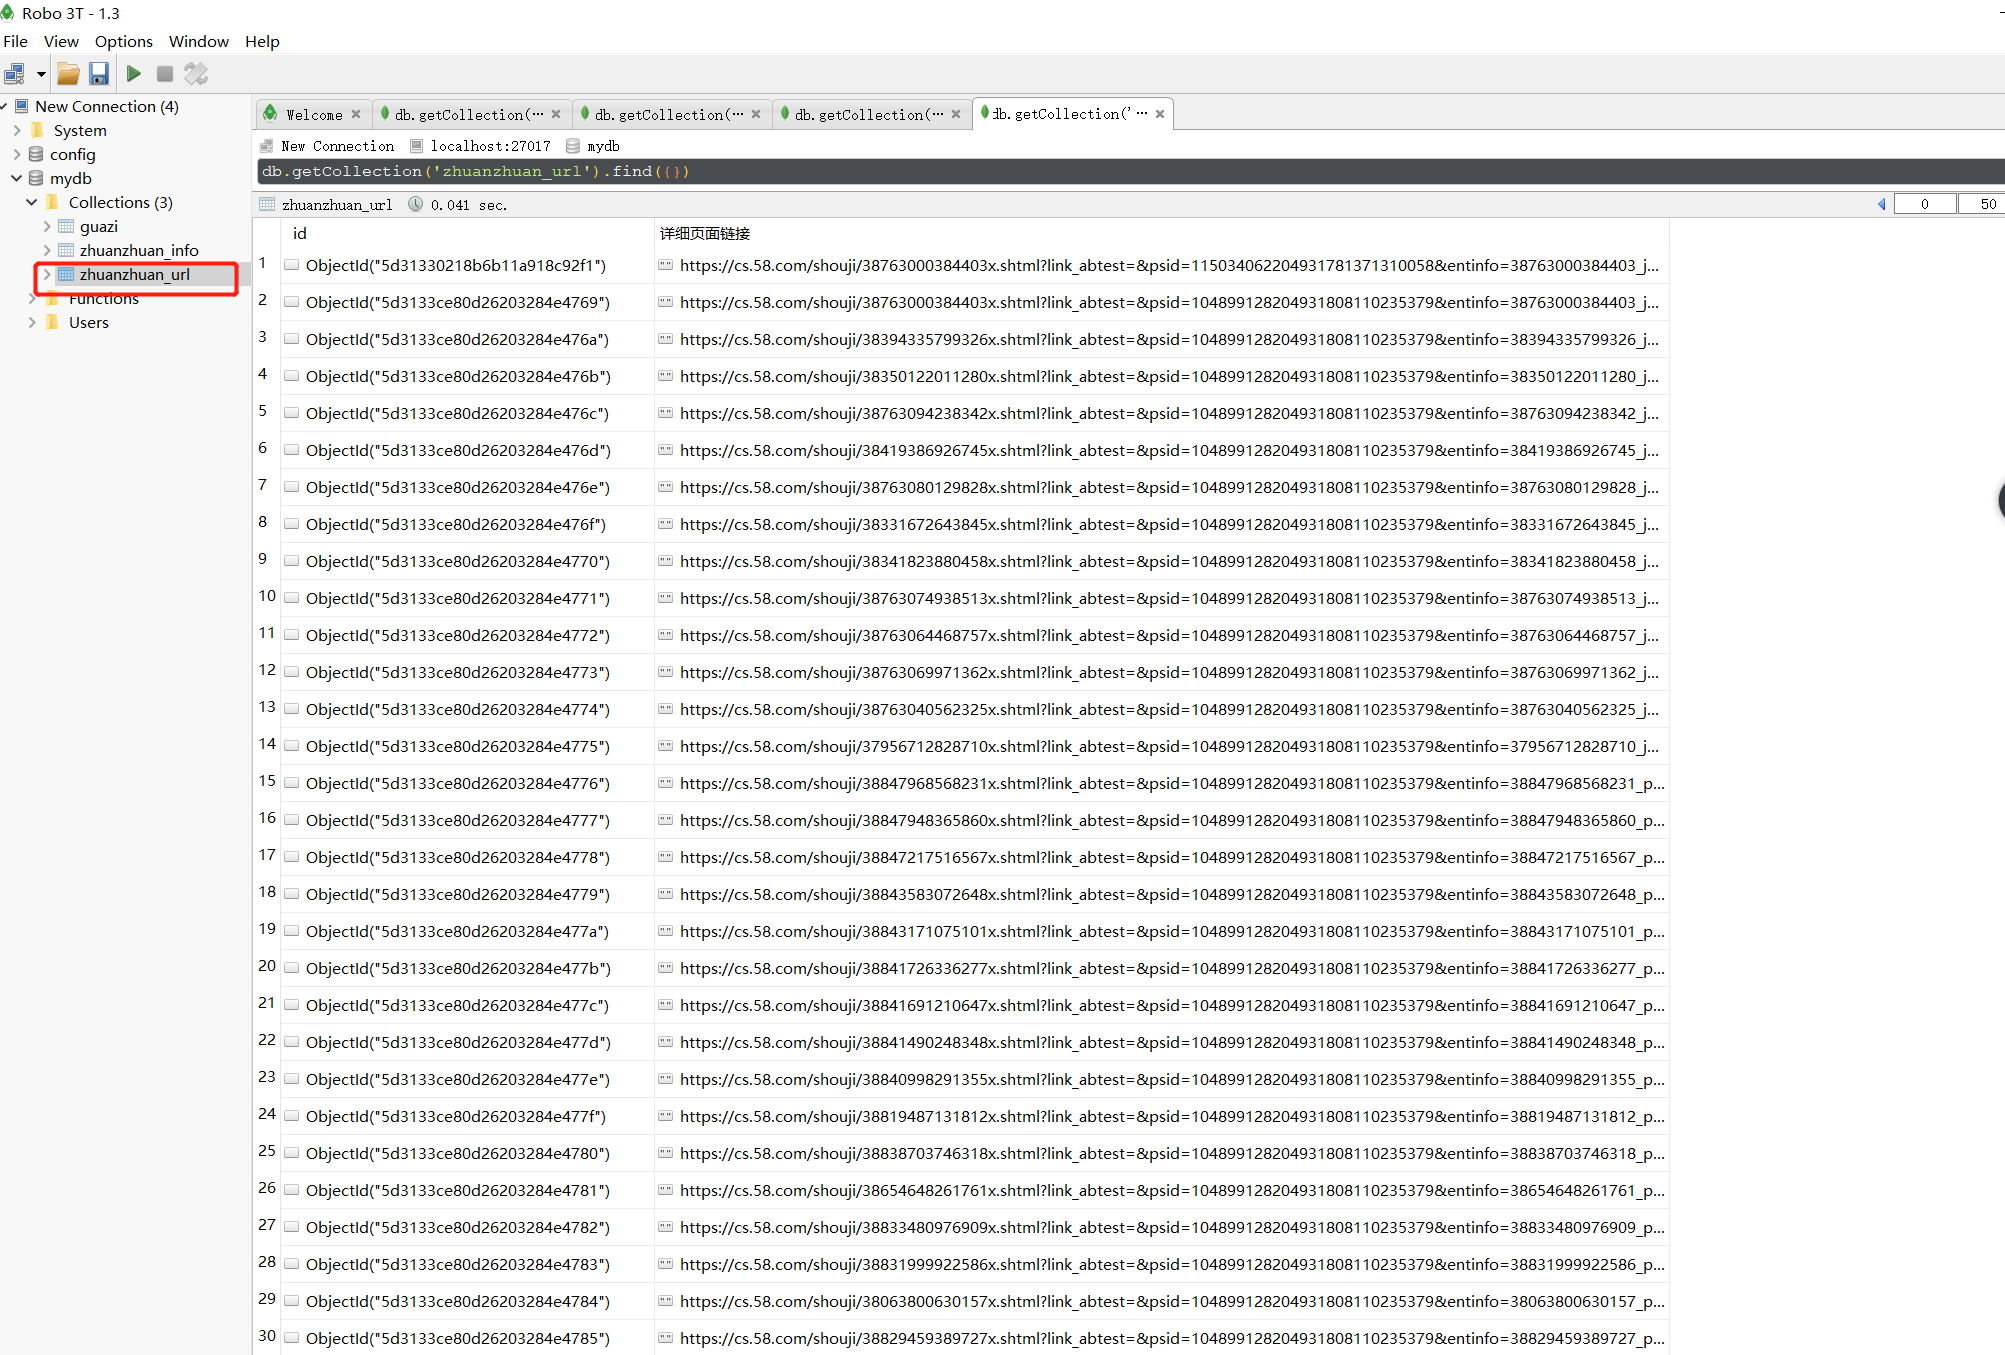 Robo 3T - 1.3
File View Options Window Help
New Connection (4)
System
config
mydb
Collections (3)
guazi
zhuanzhuan_info
zhuanzhuan_url
Functions
Users
Welcome db.getCollection(··· db.getCollection(··· db.getCollection(··· db.getCollection('···
New Connection localhost:27017 mydb
db.getCollection('zhuanzhuan_url').find({})
zhuanzhuan_url 0.041 sec. 0 50
id 详细页面链接
1 ObjectId("5d31330218b6b11a918c92f1") https://cs.58.com/shouji/38763000384403x.shtml?link_abtest=&psid=115034062204931781371310058&entinfo=38763000384403_j...
2 ObjectId("5d3133ce80d26203284e4769") https://cs.58.com/shouji/38763000384403x.shtml?link_abtest=&psid=104899128204931808110235379&entinfo=38763000384403_j...
3 ObjectId("5d3133ce80d26203284e476a") https://cs.58.com/shouji/38394335799326x.shtml?link_abtest=&psid=104899128204931808110235379&entinfo=38394335799326_j...
4 ObjectId("5d3133ce80d26203284e476b") https://cs.58.com/shouji/38350122011280x.shtml?link_abtest=&psid=104899128204931808110235379&entinfo=38350122011280_j...
5 ObjectId("5d3133ce80d26203284e476c") https://cs.58.com/shouji/38763094238342x.shtml?link_abtest=&psid=104899128204931808110235379&entinfo=38763094238342_j...
6 ObjectId("5d3133ce80d26203284e476d") https://cs.58.com/shouji/38419386926745x.shtml?link_abtest=&psid=104899128204931808110235379&entinfo=38419386926745_j...
7 ObjectId("5d3133ce80d26203284e476e") https://cs.58.com/shouji/38763080129828x.shtml?link_abtest=&psid=104899128204931808110235379&entinfo=38763080129828_j...
8 ObjectId("5d3133ce80d26203284e476f") https://cs.58.com/shouji/38331672643845x.shtml?link_abtest=&psid=104899128204931808110235379&entinfo=38331672643845_j...
9 ObjectId("5d3133ce80d26203284e4770") https://cs.58.com/shouji/38341823880458x.shtml?link_abtest=&psid=104899128204931808110235379&entinfo=38341823880458_j...
10 ObjectId("5d3133ce80d26203284e4771") https://cs.58.com/shouji/38763074938513x.shtml?link_abtest=&psid=104899128204931808110235379&entinfo=38763074938513_j...
11 ObjectId("5d3133ce80d26203284e4772") https://cs.58.com/shouji/38763064468757x.shtml?link_abtest=&psid=104899128204931808110235379&entinfo=38763064468757_j...
12 ObjectId("5d3133ce80d26203284e4773") https://cs.58.com/shouji/38763069971362x.shtml?link_abtest=&psid=104899128204931808110235379&entinfo=38763069971362_j...
13 ObjectId("5d3133ce80d26203284e4774") https://cs.58.com/shouji/38763040562325x.shtml?link_abtest=&psid=104899128204931808110235379&entinfo=38763040562325_j...
14 ObjectId("5d3133ce80d26203284e4775") https://cs.58.com/shouji/37956712828710x.shtml?link_abtest=&psid=104899128204931808110235379&entinfo=37956712828710_j...
15 ObjectId("5d3133ce80d26203284e4776") https://cs.58.com/shouji/38847968568231x.shtml?link_abtest=&psid=104899128204931808110235379&entinfo=38847968568231_p...
16 ObjectId("5d3133ce80d26203284e4777") https://cs.58.com/shouji/38847948365860x.shtml?link_abtest=&psid=104899128204931808110235379&entinfo=38847948365860_p...
17 ObjectId("5d3133ce80d26203284e4778") https://cs.58.com/shouji/38847217516567x.shtml?link_abtest=&psid=104899128204931808110235379&entinfo=38847217516567_p...
18 ObjectId("5d3133ce80d26203284e4779") https://cs.58.com/shouji/38843583072648x.shtml?link_abtest=&psid=104899128204931808110235379&entinfo=38843583072648_p...
19 ObjectId("5d3133ce80d26203284e477a") https://cs.58.com/shouji/38843171075101x.shtml?link_abtest=&psid=104899128204931808110235379&entinfo=38843171075101_p...
20 ObjectId("5d3133ce80d26203284e477b") https://cs.58.com/shouji/38841726336277x.shtml?link_abtest=&psid=104899128204931808110235379&entinfo=38841726336277_p...
21 ObjectId("5d3133ce80d26203284e477c") https://cs.58.com/shouji/38841691210647x.shtml?link_abtest=&psid=104899128204931808110235379&entinfo=38841691210647_p...
22 ObjectId("5d3133ce80d26203284e477d") https://cs.58.com/shouji/38841490248348x.shtml?link_abtest=&psid=104899128204931808110235379&entinfo=38841490248348_p...
23 ObjectId("5d3133ce80d26203284e477e") https://cs.58.com/shouji/38840998291355x.shtml?link_abtest=&psid=104899128204931808110235379&entinfo=38840998291355_p...
24 ObjectId("5d3133ce80d26203284e477f") https://cs.58.com/shouji/38819487131812x.shtml?link_abtest=&psid=104899128204931808110235379&entinfo=38819487131812_p...
25 ObjectId("5d3133ce80d26203284e4780") https://cs.58.com/shouji/38838703746318x.shtml?link_abtest=&psid=104899128204931808110235379&entinfo=38838703746318_p...
26 ObjectId("5d3133ce80d26203284e4781") https://cs.58.com/shouji/38654648261761x.shtml?link_abtest=&psid=104899128204931808110235379&entinfo=38654648261761_p...
27 ObjectId("5d3133ce80d26203284e4782") https://cs.58.com/shouji/38833480976909x.shtml?link_abtest=&psid=104899128204931808110235379&entinfo=38833480976909_p...
28 ObjectId("5d3133ce80d26203284e4783") https://cs.58.com/shouji/38831999922586x.shtml?link_abtest=&psid=104899128204931808110235379&entinfo=38831999922586_p...
29 ObjectId("5d3133ce80d26203284e4784") https://cs.58.com/shouji/38063800630157x.shtml?link_abtest=&psid=104899128204931808110235379&entinfo=38063800630157_p...
30 ObjectId("5d3133ce80d26203284e4785") https://cs.58.com/shouji/38829459389727x.shtml?link_abtest=&psid=104899128204931808110235379&entinfo=38829459389727_p...